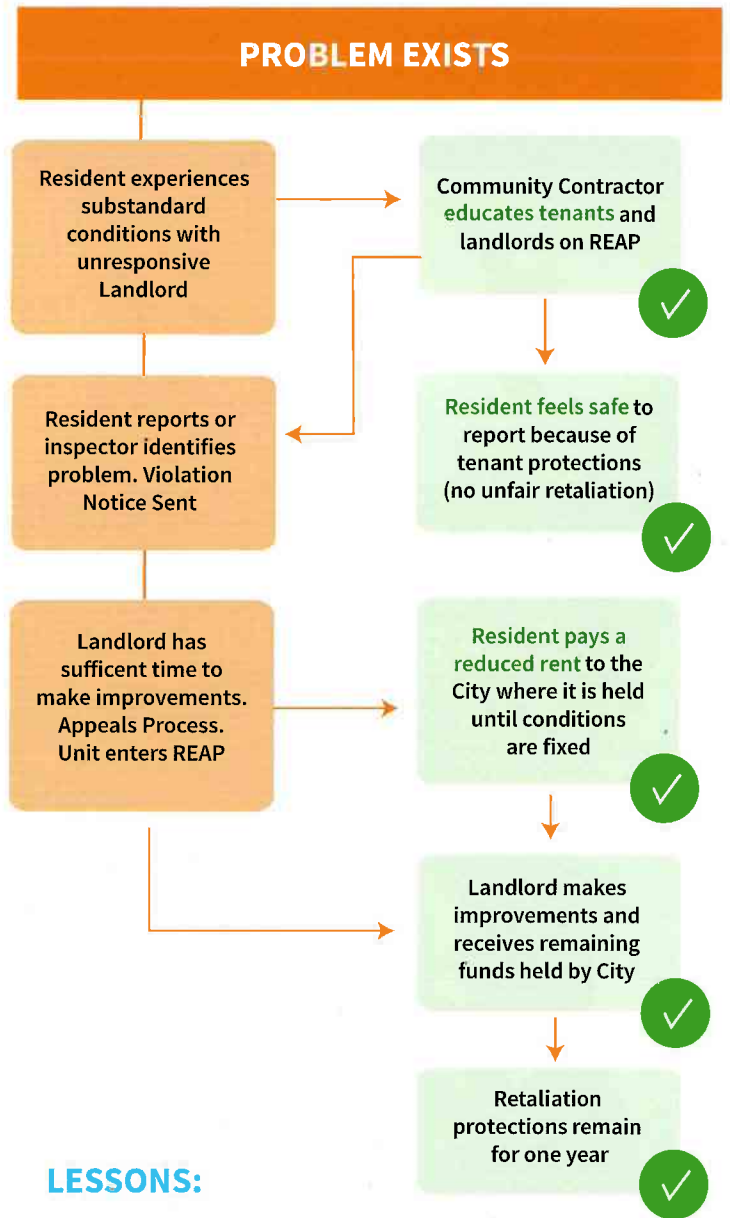 PROBLEM EXISTS
Resident experiences
substandard
conditions with
unresponsive
Landlord
Community Contractor
educates tenants and
landlords on REAP
Resident reports or
inspector identifies
problem. Violation
Notice Sent
Resident feels safe to
report because of
tenant protections
(no unfair retaliation)
Landlord has
sufficent time to
make improvements.
Appeals Process.
Unit enters REAP
Resident pays a
reduced rent to the
City where it is held
until conditions
are fixed
Landlord makes
improvements and
receives remaining
funds held by City
Retaliation
protections remain
for one year
LESSONS: